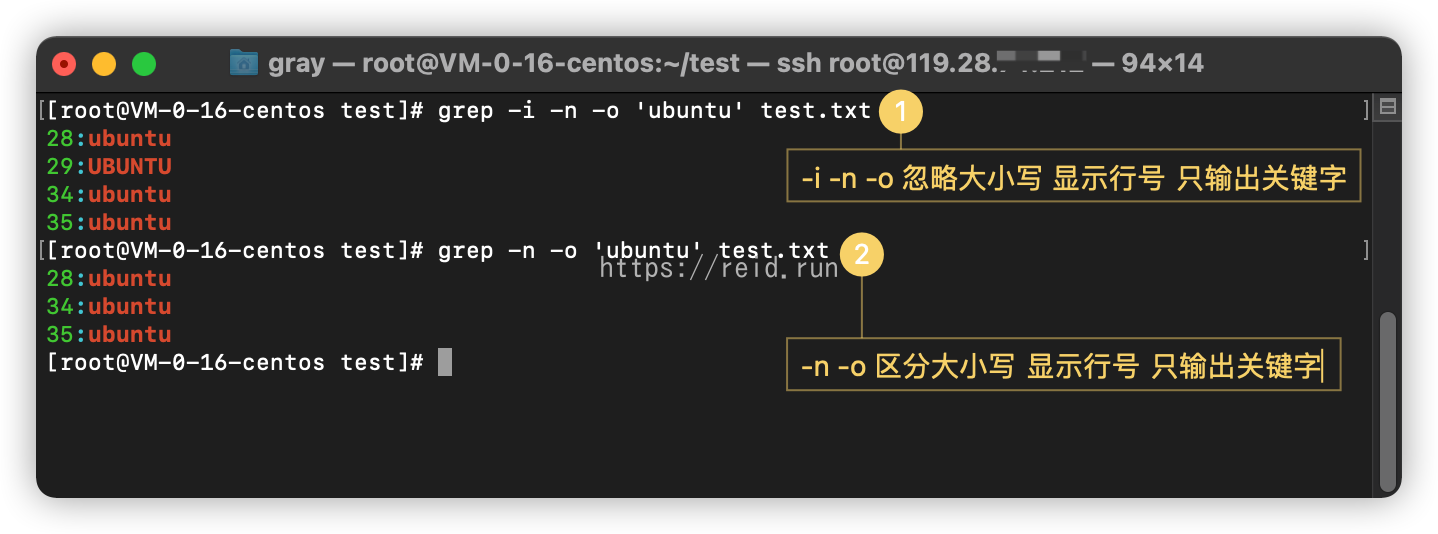 gray — root@VM-0-16-centos:~/test — ssh root@119.28. — 94×14
[[root@VM-0-16-centos test]# grep -i -n -o 'ubuntu' test.txt ]
1
28:ubuntu
-i -n -o 忽略大小写 显示行号 只输出关键字
29:UBUNTU
34:ubuntu
35:ubuntu
[[root@VM-0-16-centos test]# grep -n -o 'ubuntu' test.txt ]
2
https://reid.run
28:ubuntu
34:ubuntu
35:ubuntu
-n -o 区分大小写 显示行号 只输出关键字
[root@VM-0-16-centos test]#